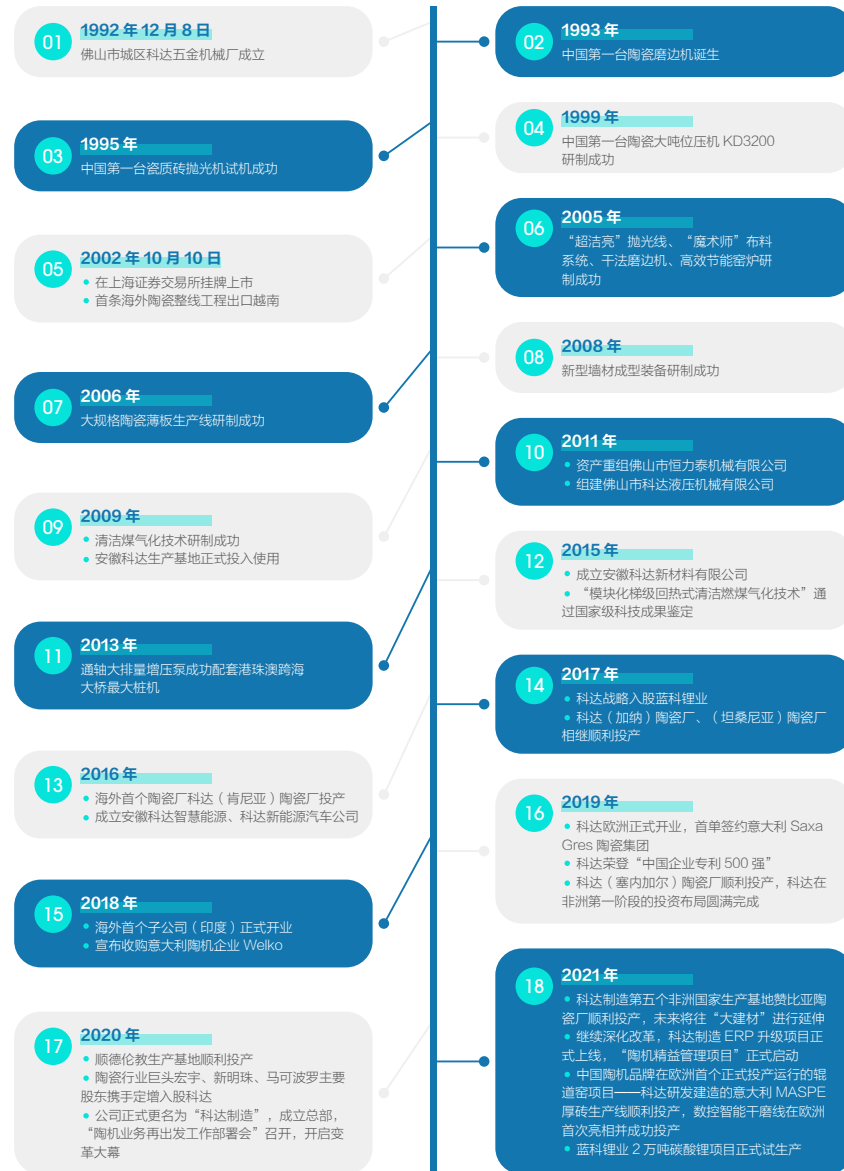 01
1992 年 12 月 8 日
佛山市城区科达五金机械厂成立
02
1993 年
中国第一台陶瓷磨边机诞生
03
1995 年
中国第一台瓷质砖抛光机试机成功
04
1999 年
中国第一台陶瓷大吨位压机 KD3200
研制成功
05
2002 年 10 月 10 日
• 在上海证券交易所挂牌上市
• 首条海外陶瓷整线工程出口越南
06
2005 年
“超洁亮”抛光线、“魔术师”布料
系统、干法磨边机、高效节能窑炉研
制成功
07
2006 年
大规格陶瓷薄板生产线研制成功
08
2008 年
新型墙材成型装备研制成功
09
2009 年
• 清洁煤气化技术研制成功
• 安徽科达生产基地正式投入使用
10
2011 年
• 资产重组佛山市恒力泰机械有限公司
• 组建佛山市科达液压机械有限公司
11
2013 年
通轴大排量增压泵成功配套港珠澳跨海
大桥最大桩机
12
2015 年
• 成立安徽科达新材料有限公司
• “模块化梯级回热式清洁燃煤气化技术”通
过国家级科技成果鉴定
13
2016 年
• 海外首个陶瓷厂科达（肯尼亚）陶瓷厂投产
• 成立安徽科达智慧能源、科达新能源汽车公司
14
2017 年
• 科达战略入股蓝科锂业
• 科达（加纳）陶瓷厂、（坦桑尼亚）陶瓷厂
相继顺利投产
15
2018 年
• 海外首个子公司（印度）正式开业
• 宣布收购意大利陶机企业 Welko
16
2019 年
• 科达欧洲正式开业，首单签约意大利 Saxa
Gres 陶瓷集团
• 科达荣登“中国企业专利 500 强”
• 科达（塞内加尔）陶瓷厂顺利投产，科达在
非洲第一阶段的投资布局圆满完成
17
2020 年
• 顺德伦教生产基地顺利投产
• 陶瓷行业巨头宏宇、新明珠、马可波罗主要
股东携手定增入股科达
• 公司正式更名为“科达制造”，成立总部，
“陶机业务再出发工作部署会”召开，开启变
革大幕
18
2021 年
• 科达制造第五个非洲国家生产基地赞比亚陶
瓷厂顺利投产，未来将往“大建材”进行延伸
• 继续深化改革，科达制造 ERP 升级项目正
式上线，“陶机精益管理项目”正式启动
• 中国陶机品牌在欧洲首个正式投产运行的辊
道窑项目——科达研发建造的意大利 MASPE
厚砖生产线顺利投产，数控智能干磨线在欧洲
首次亮相并成功投产
• 蓝科锂业 2 万吨碳酸锂项目正式试生产